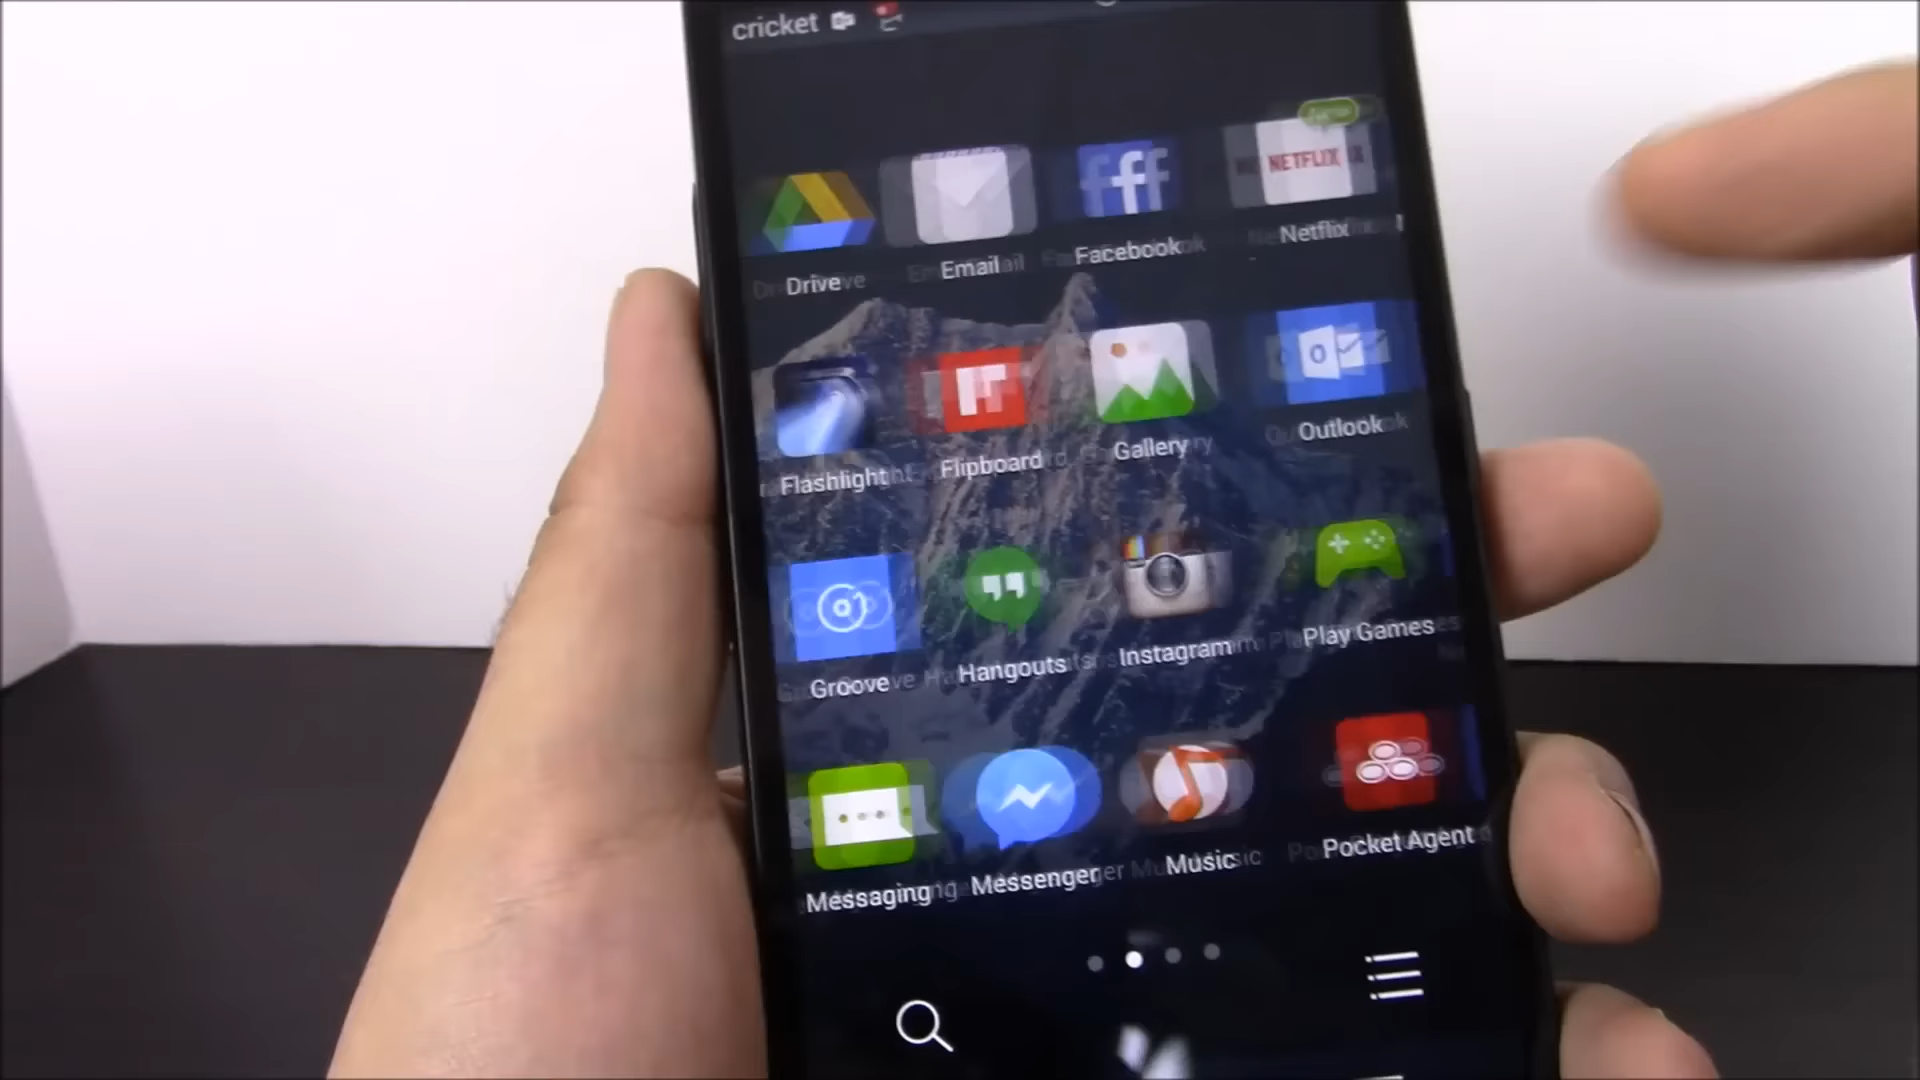 cricket
NETFLIX
Drive
Email
Facebook
Netflix
Flashlight
Flipboard
Gallery
Outlook
Groove
Hangouts
Instagram
Play Games
Messaging
Messenger
Music
Pocket Agent